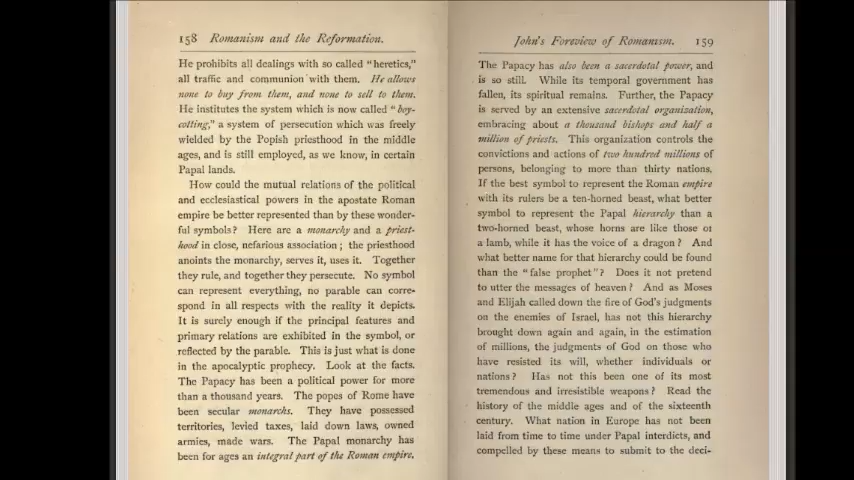 158 Romanism and the Reformation.
He prohibits all dealings with so called "heretics,"
all traffic and communion with them. He allows
none to buy from them, and none to sell to them.
He institutes the system which is now called "boy-
cotting," a system of persecution which was freely
wielded by the Popish priesthood in the middle
ages, and is still employed, as we know, in certain
Papal lands.
How could the mutual relations of the political
and ecclesiastical powers in the apostate Roman
empire be better represented than by these wonder-
ful symbols? Here are a monarchy and a priest-
hood in close, nefarious association; the priesthood
anoints the monarchy, serves it, uses it. Together
they rule, and together they persecute. No symbol
can represent everything, no parable can corre-
spond in all respects with the reality it depicts.
It is surely enough if the principal features and
primary relations are exhibited in the symbol, or
reflected by the parable. This is just what is done
in the apocalyptic prophecy. Look at the facts.
The Papacy has been a political power for more
than a thousand years. The popes of Rome have
been secular monarchs. They have possessed
territories, levied taxes, laid down laws, owned
armies, made wars. The Papal monarchy has
been for ages an integral part of the Roman empire.
John's Foreview of Romanism. 159
The Papacy has also been a sacerdotal power, and
is so still. While its temporal government has
fallen, its spiritual remains. Further, the Papacy
is served by an extensive sacerdotal organization,
embracing about a thousand bishops and half a
million of priests. This organization controls the
convictions and actions of two hundred millions of
persons, belonging to more than thirty nations.
If the best symbol to represent the Roman empire
with its rulers be a ten-horned beast, what better
symbol to represent the Papal hierarchy than a
two-horned beast, whose horns are like those of
a lamb, while it has the voice of a dragon? And
what better name for that hierarchy could be found
than the "false prophet"? Does it not pretend
to utter the messages of heaven? And as Moses
and Elijah called down the fire of God's judgments
on the enemies of Israel, has not this hierarchy
brought down again and again, in the estimation
of millions, the judgments of God on those who
have resisted its will, whether individuals or
nations? Has not this been one of its most
tremendous and irresistible weapons? Read the
history of the middle ages and of the sixteenth
century. What nation in Europe has not been
laid from time to time under Papal interdicts, and
compelled by these means to submit to the deci-